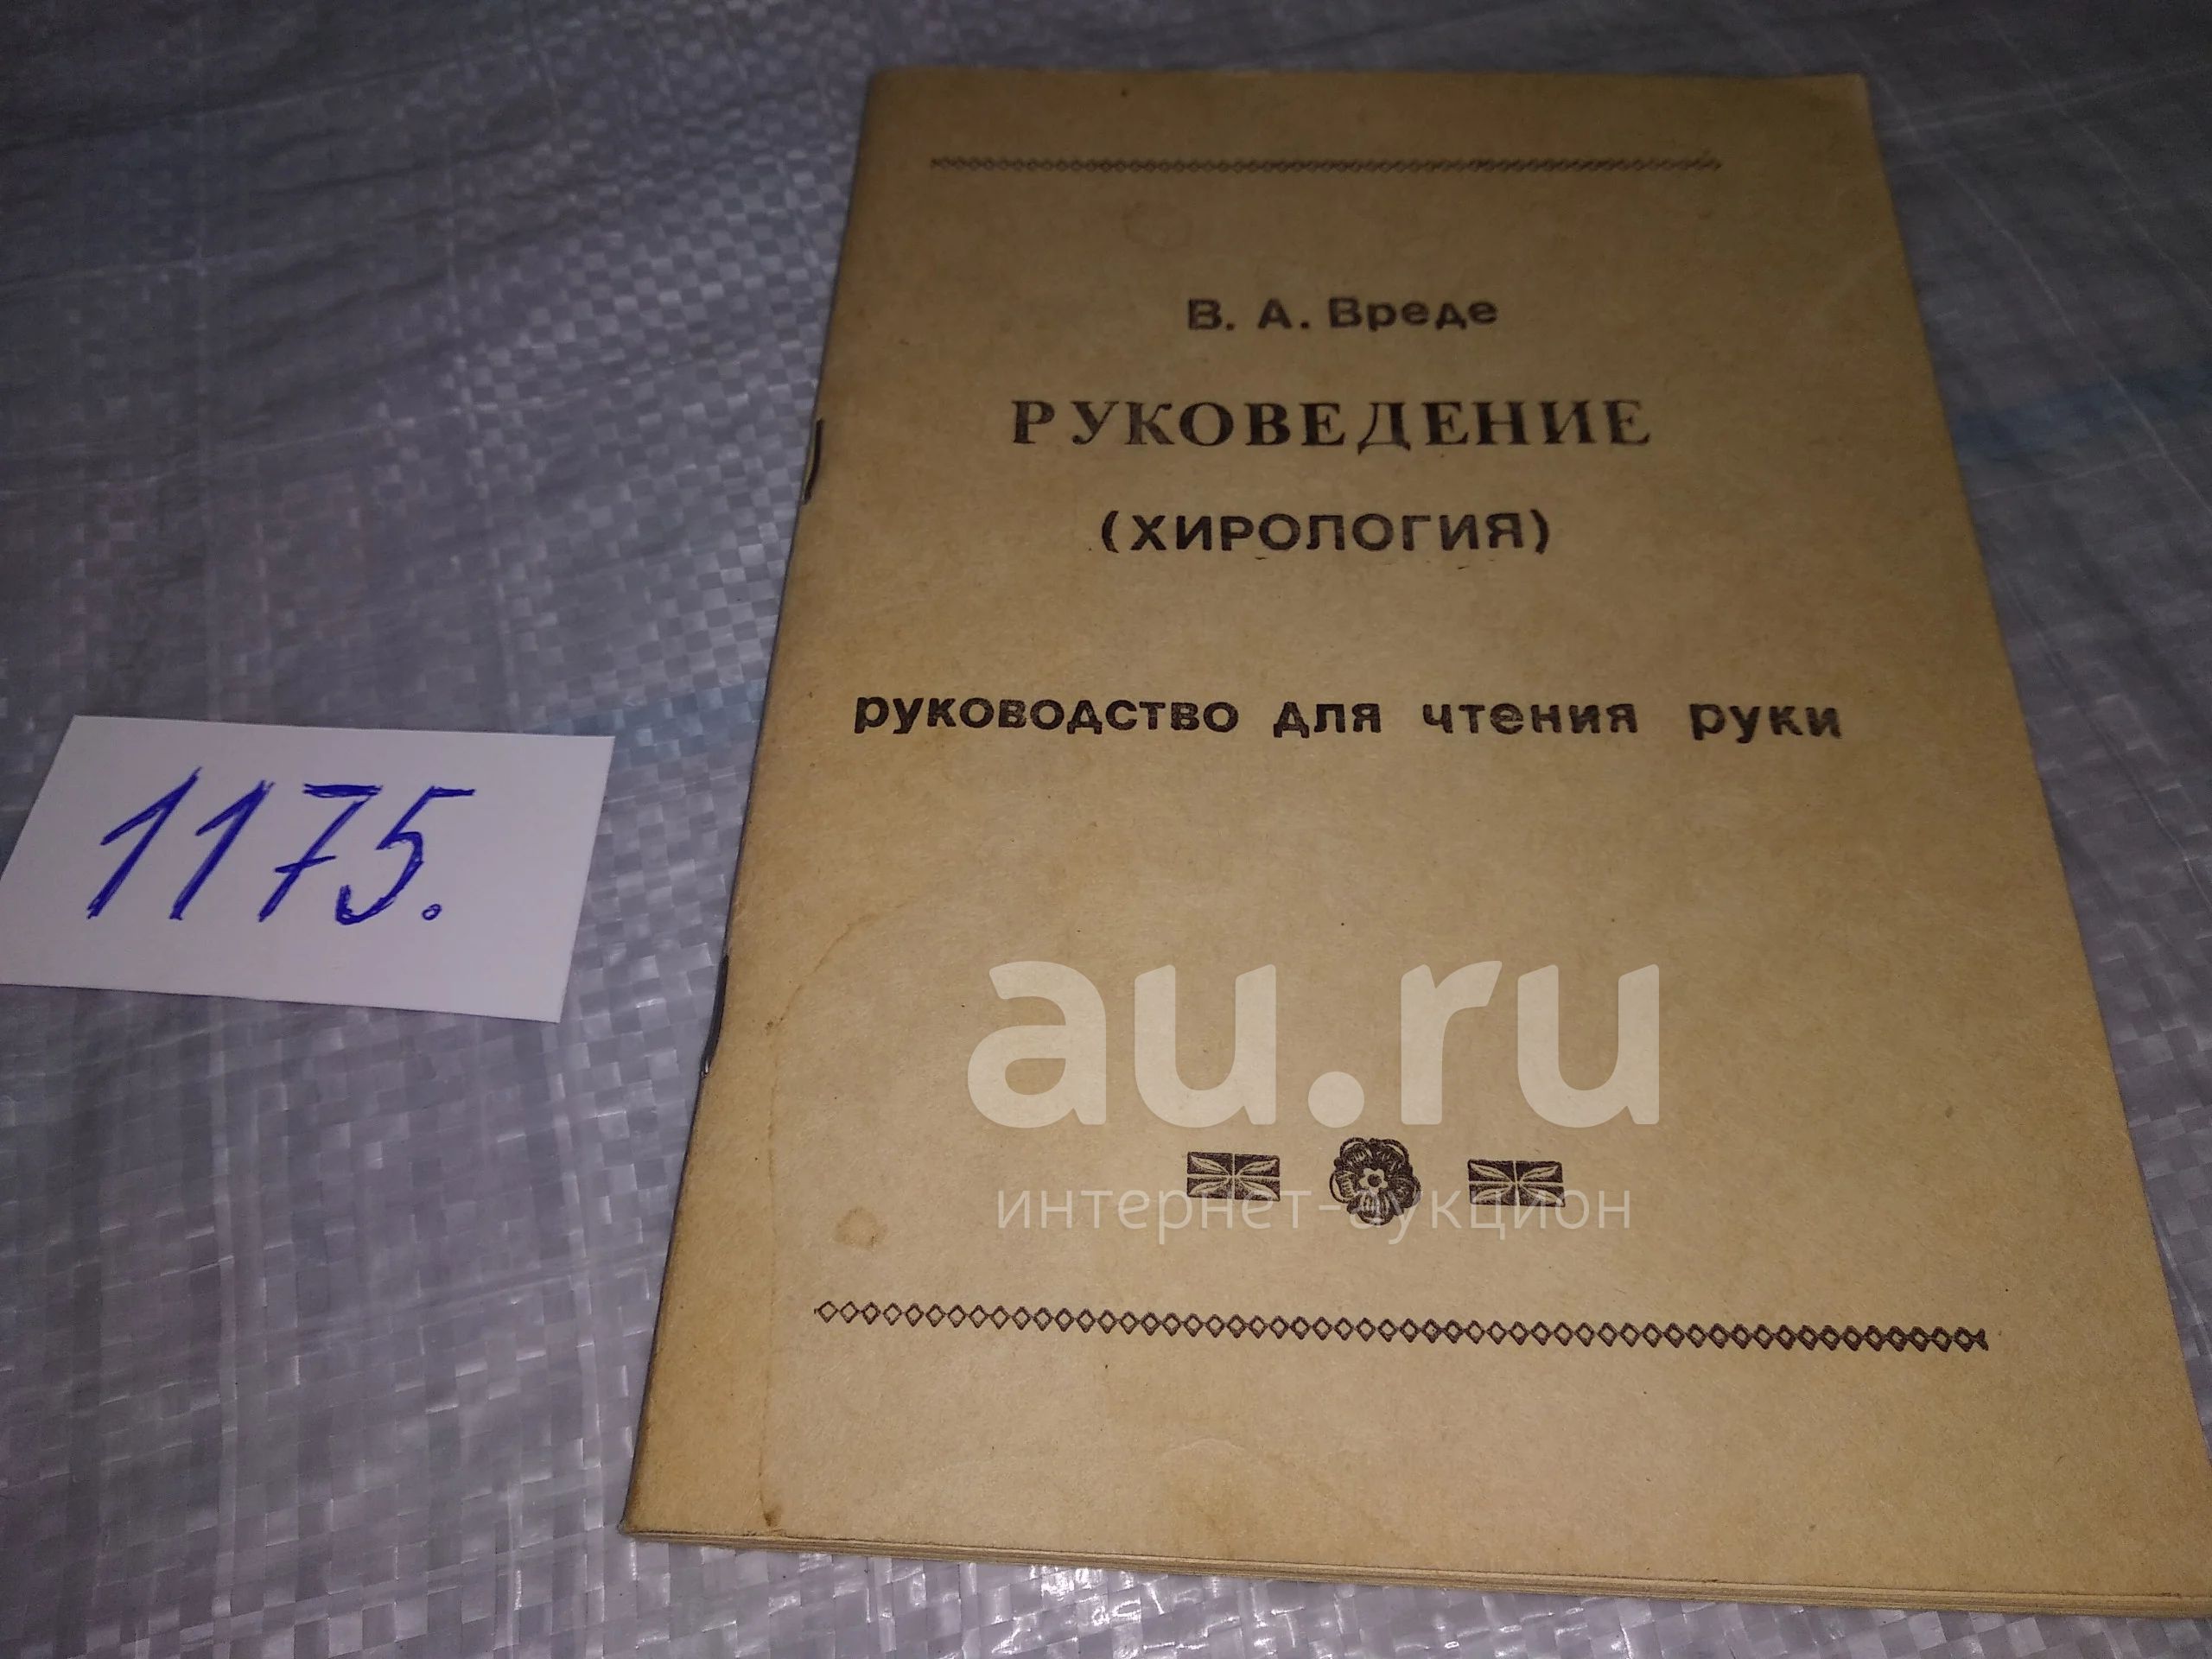 В. А. Вреде
РУКОВЕДЕНИЕ
(ХИРОЛОГИЯ)
руководство для чтения руки
1175.
au.ru
интернет-аукцион